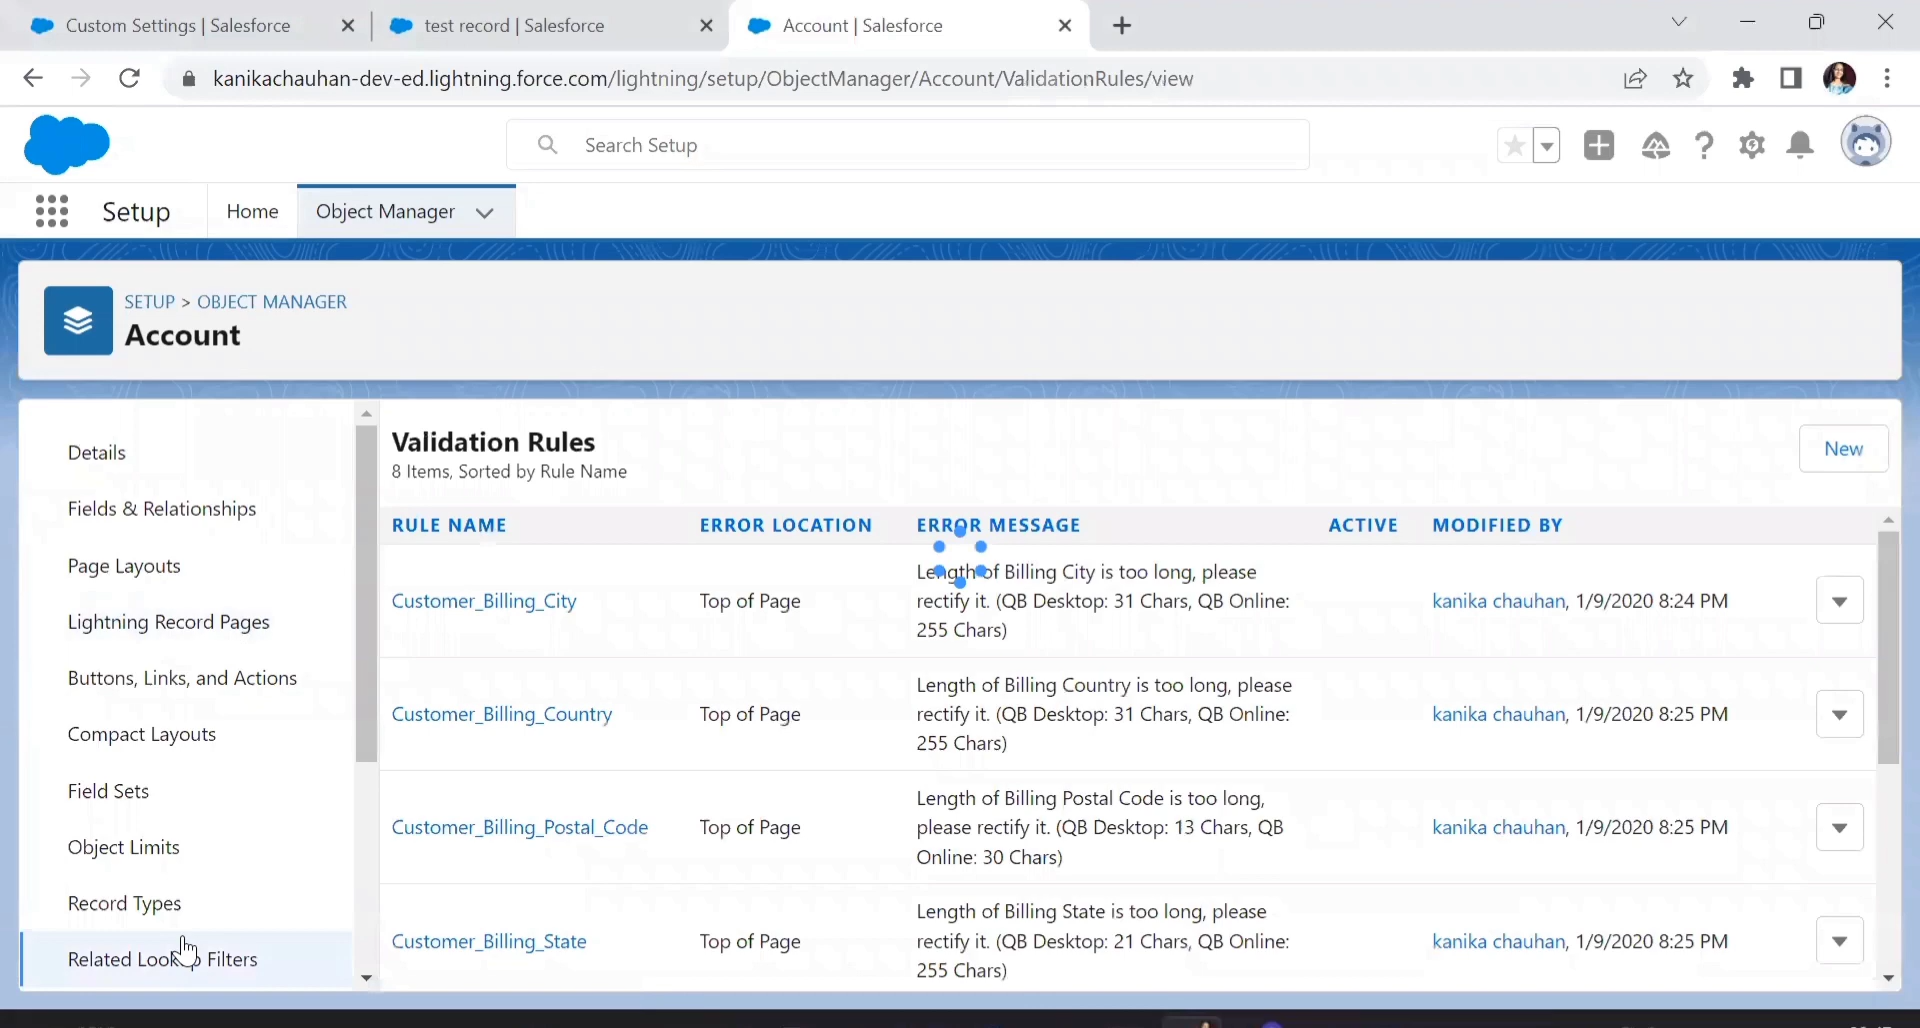 Custom Settings | Salesforce
test record | Salesforce
Account | Salesforce
kanikachauhan-dev-ed.lightning.force.com/lightning/setup/ObjectManager/Account/ValidationRules/view
Search Setup
Setup
Home
Object Manager
SETUP > OBJECT MANAGER
Account
Details
Fields & Relationships
Page Layouts
Lightning Record Pages
Buttons, Links, and Actions
Compact Layouts
Field Sets
Object Limits
Record Types
Related Lookup Filters
Validation Rules
8 Items, Sorted by Rule Name
New
RULE NAME ERROR LOCATION ERROR MESSAGE ACTIVE MODIFIED BY
Length of Billing City is too long, please
Customer_Billing_City Top of Page rectify it. (QB Desktop: 31 Chars, QB Online: kanika chauhan, 1/9/2020 8:24 PM
255 Chars)
Length of Billing Country is too long, please
Customer_Billing_Country Top of Page rectify it. (QB Desktop: 31 Chars, QB Online: kanika chauhan, 1/9/2020 8:25 PM
255 Chars)
Length of Billing Postal Code is too long,
Customer_Billing_Postal_Code Top of Page please rectify it. (QB Desktop: 13 Chars, QB kanika chauhan, 1/9/2020 8:25 PM
Online: 30 Chars)
Length of Billing State is too long, please
Customer_Billing_State Top of Page rectify it. (QB Desktop: 21 Chars, QB Online: kanika chauhan, 1/9/2020 8:25 PM
255 Chars)